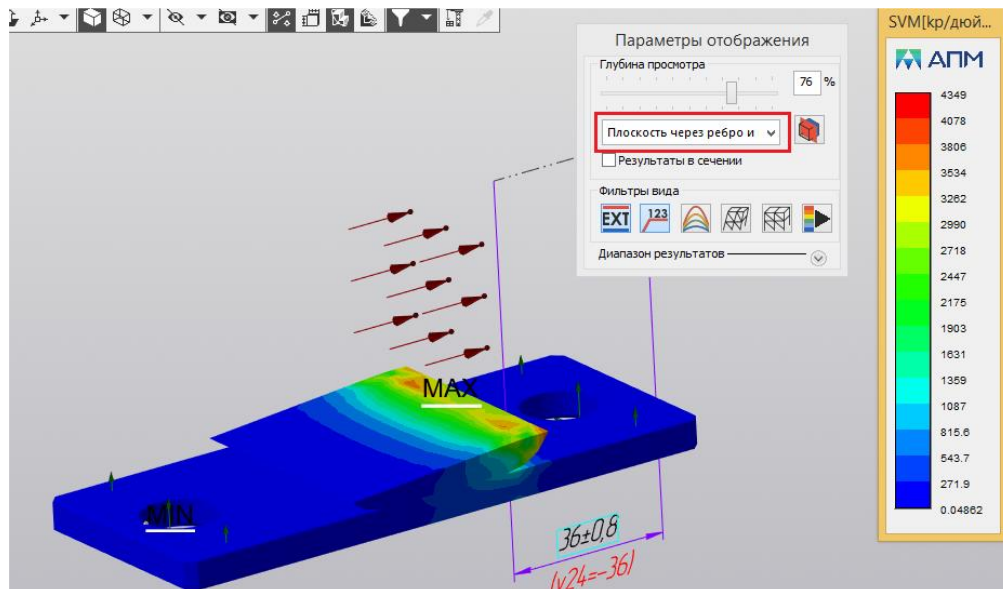 SVM[кр/дюй...
АПМ
4349
4078
3806
3534
3262
2990
2718
2447
2175
1903
1631
1359
1087
815.6
543.7
271.9
0.04862
Параметры отображения
Глубина просмотра
76 %
Плоскость через ребро и
Результаты в сечении
Фильтры вида
EXT
123
Диапазон результатов
MAX
MIN
36±0,8
(v24=-36)